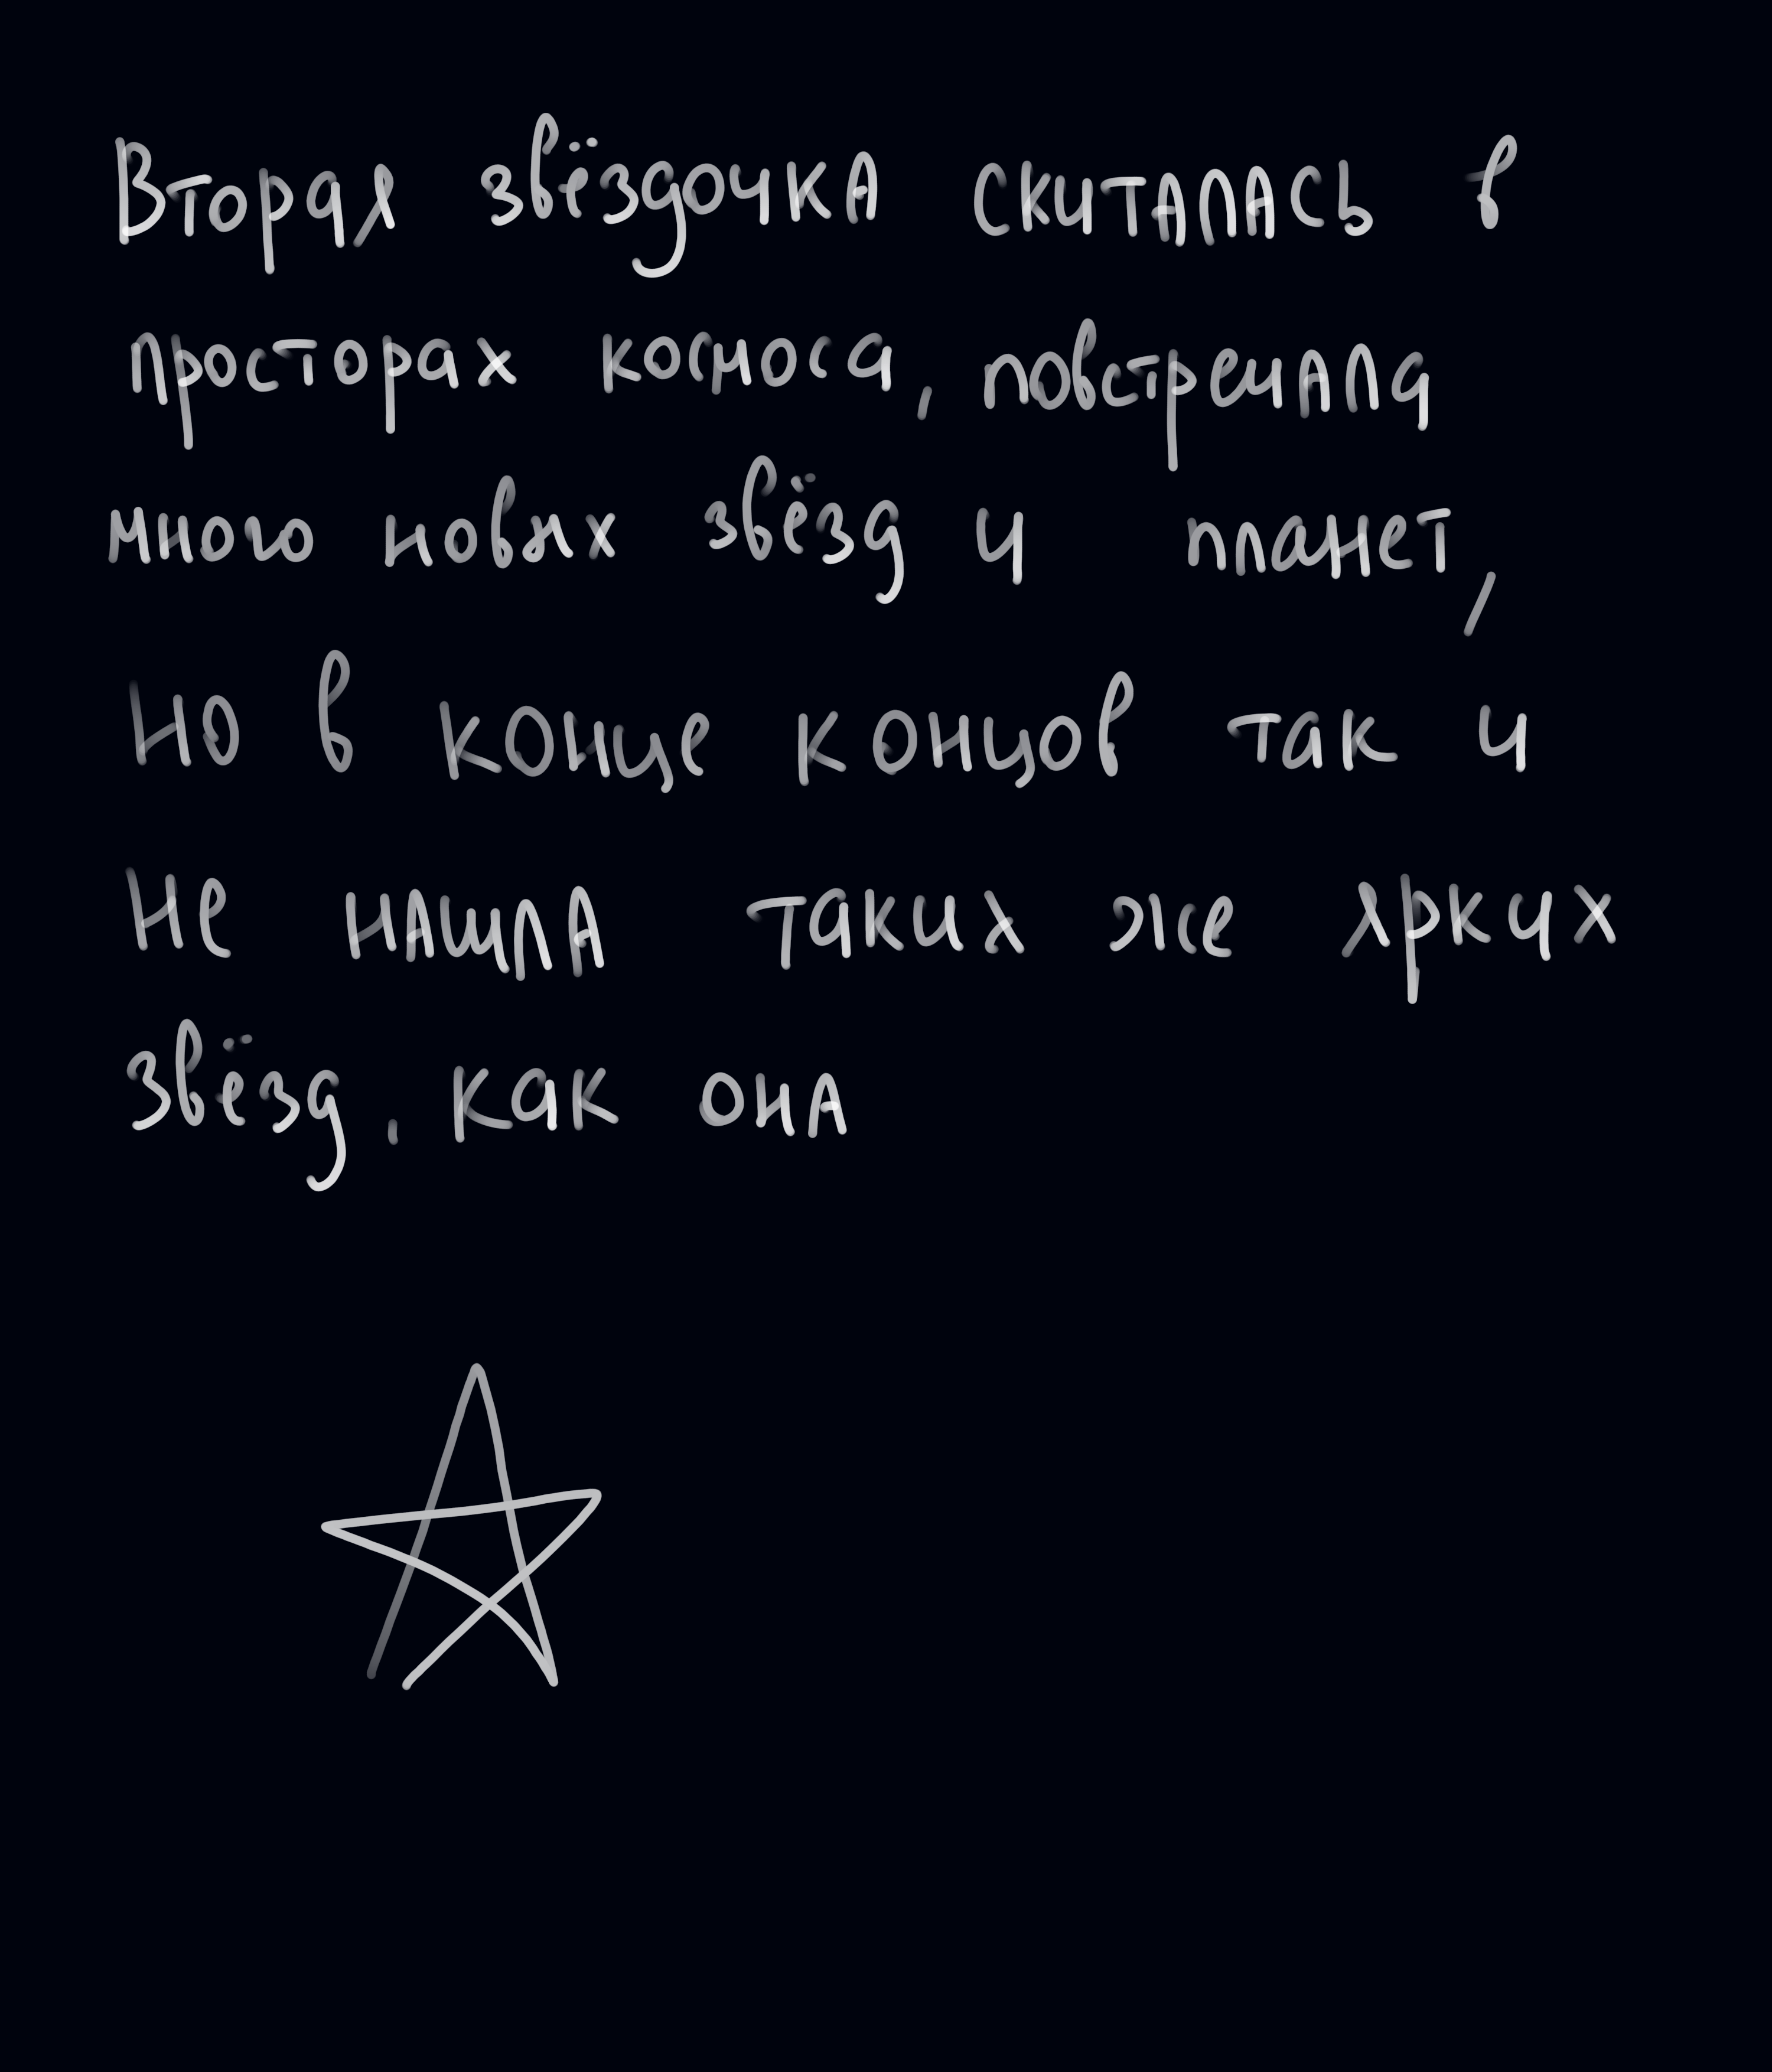 Вторая звёздочка скиталась в
просторах космоса, повстречала
много новых звёзд и планет,
но в конце концов так и
не нашла таких же ярких
звёзд, как она